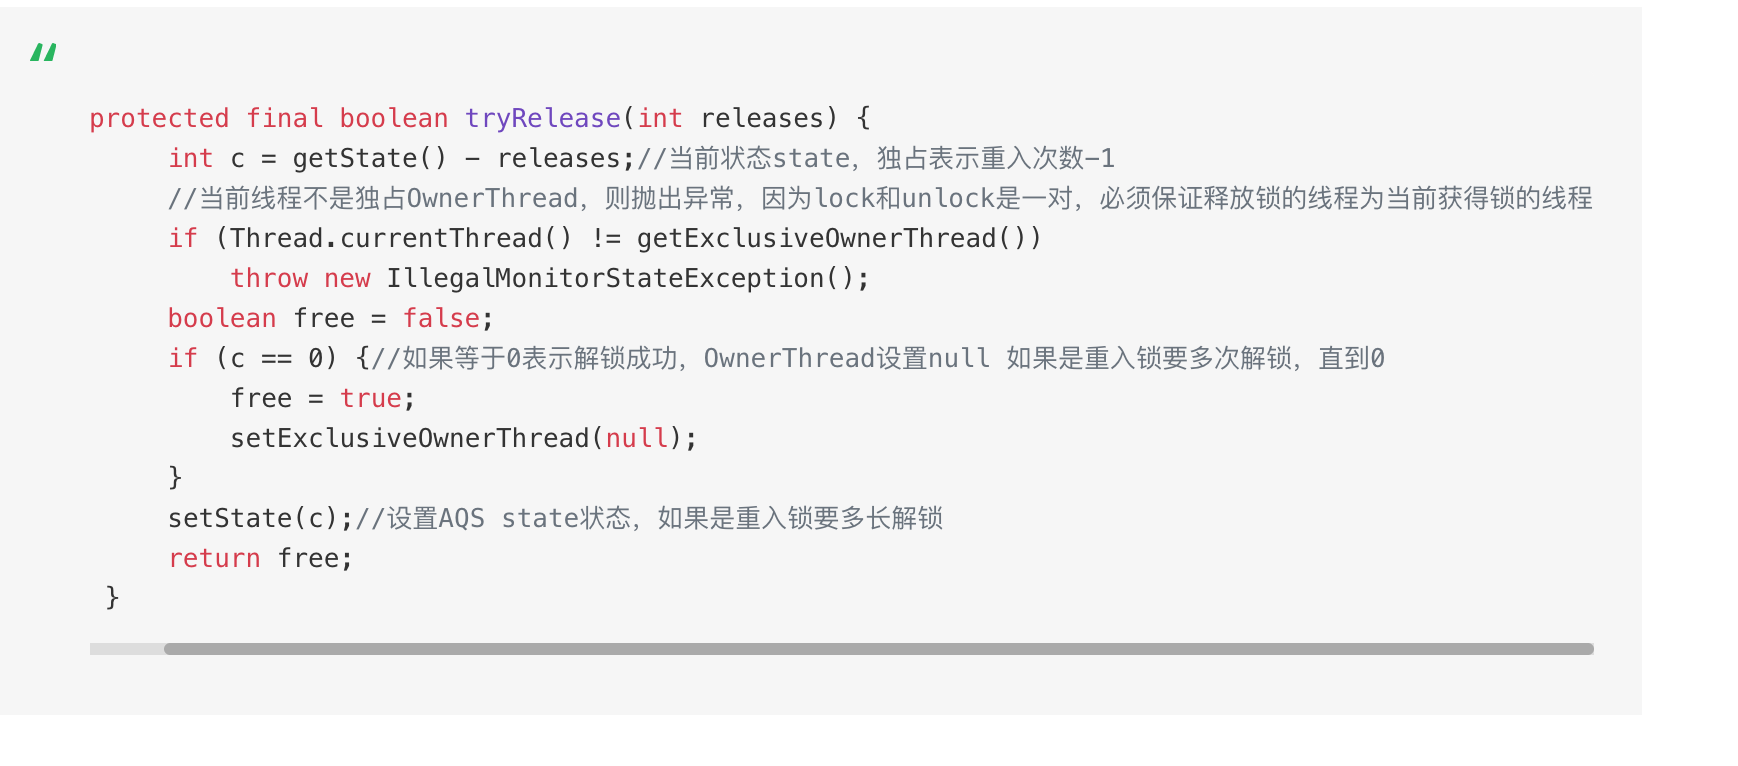 “
protected final boolean tryRelease(int releases) {
int c = getState() - releases;//当前状态state，独占表示重入次数-1
//当前线程不是独占OwnerThread，则抛出异常，因为lock和unlock是一对，必须保证释放锁的线程为当前获得锁的线程
if (Thread.currentThread() != getExclusiveOwnerThread())
throw new IllegalMonitorStateException();
boolean free = false;
if (c == 0) {//如果等于0表示解锁成功，OwnerThread设置null 如果是重入锁要多次解锁，直到0
free = true;
setExclusiveOwnerThread(null);
}
setState(c);//设置AQS state状态，如果是重入锁要多长解锁
return free;
}